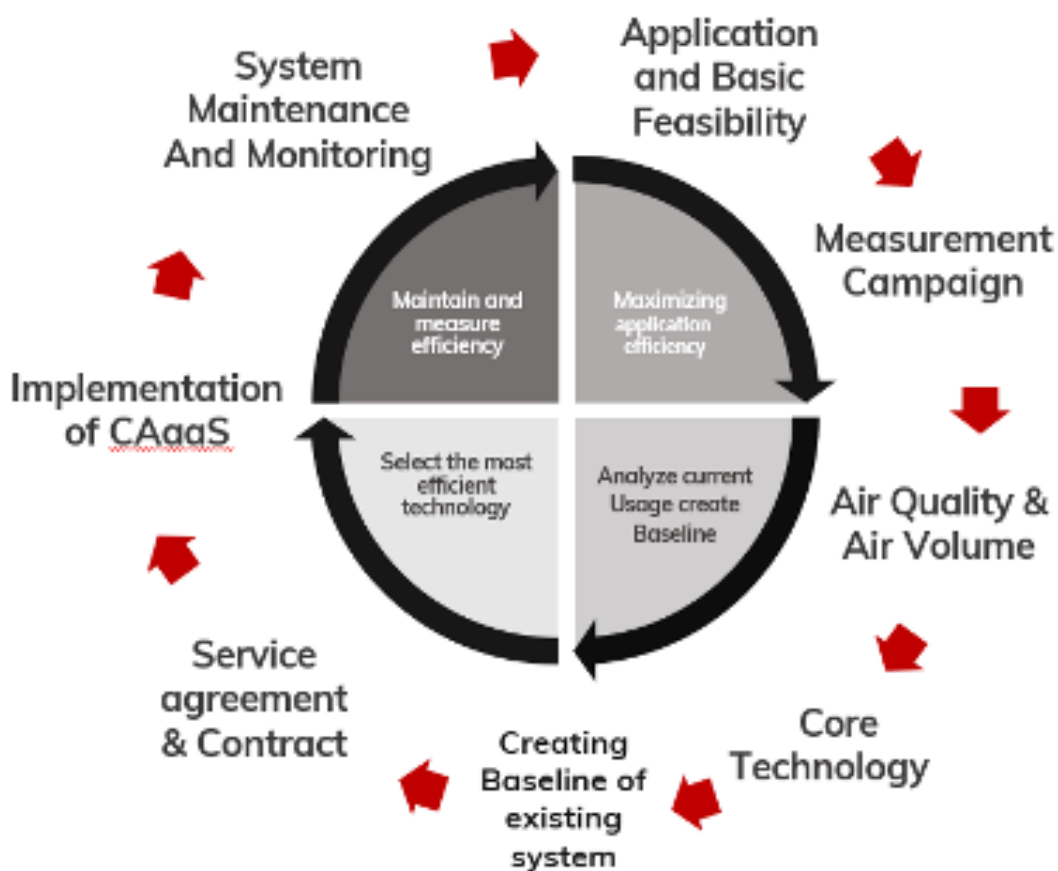 Application
and Basic
Feasibility
Measurement
Campaign
Air Quality &
Air Volume
Core
Technology
Creating
Baseline of
existing
system
Service
agreement
& Contract
Implementation
of CAaaS
System
Maintenance
And Monitoring
Maintain and
measure
efficiency
Maximizing
application
efficiency
Analyze current
Usage create
Baseline
Select the most
efficient
technology